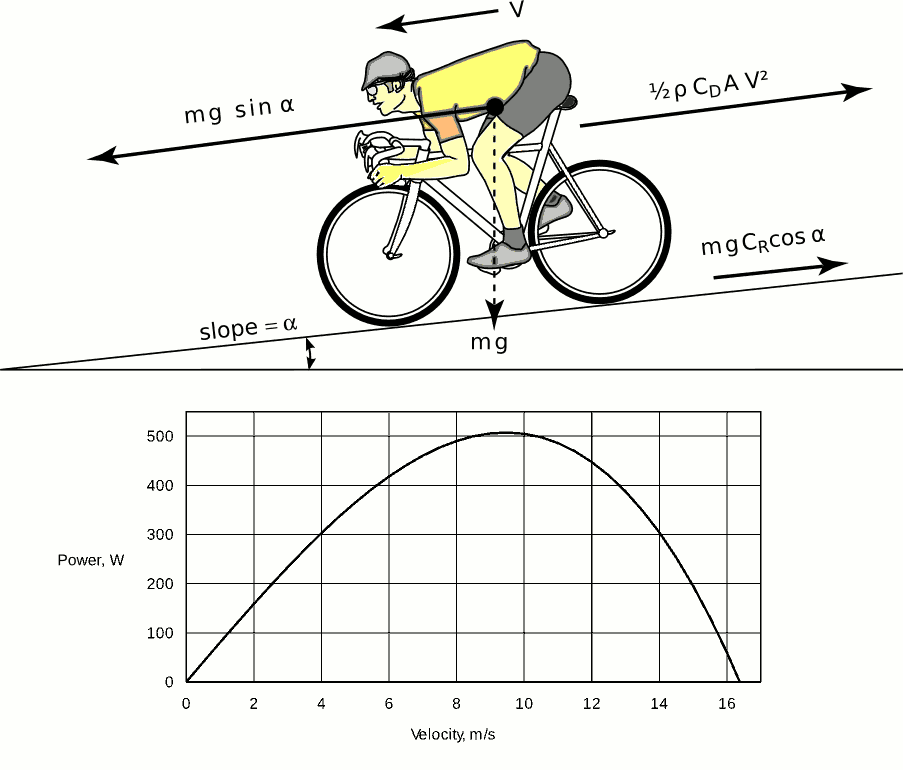 V
½ρ C_D A V²
mg sin α
mg C_R cos α
slope = α
mg
500
400
300
200
100
0
Power, W
0 2 4 6 8 10 12 14 16
Velocity, m/s